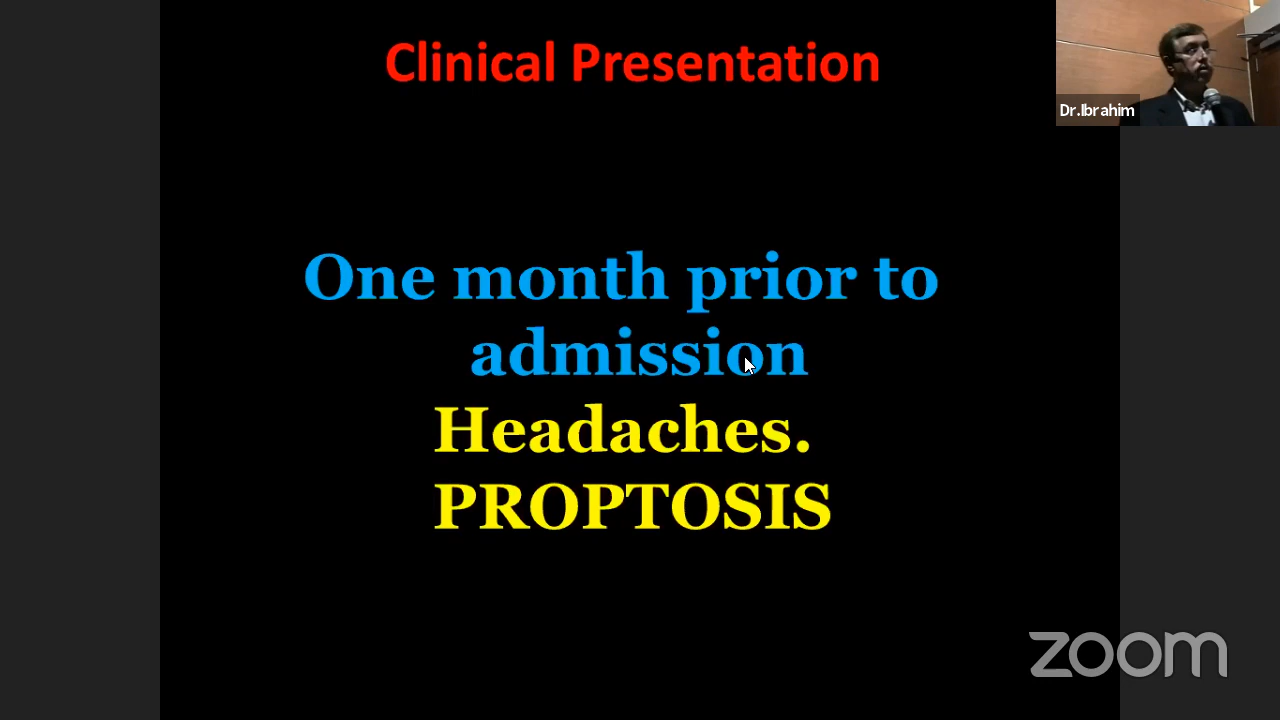 Clinical Presentation
Dr.Ibrahim
One month prior to
admission
Headaches.
PROPTOSIS
zoom